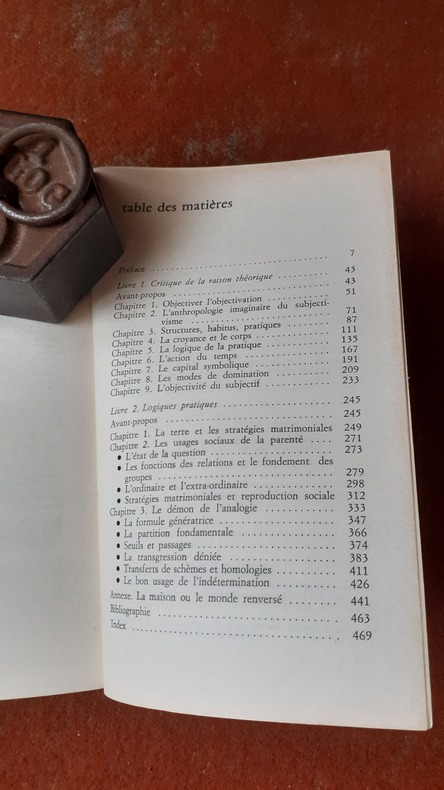 table des matières
Préface 7
Livre 1. Critique de la raison théorique 43
Avant-propos 43
Chapitre 1. Objectiver l'objectivation 51
Chapitre 2. L'anthropologie imaginaire du subjecti-
visme 71
Chapitre 3. Structures, habitus, pratiques 87
Chapitre 4. La croyance et le corps 111
Chapitre 5. La logique de la pratique 135
Chapitre 6. L'action du temps 167
Chapitre 7. Le capital symbolique 191
Chapitre 8. Les modes de domination 209
Chapitre 9. L'objectivité du subjectif 233
Livre 2. Logiques pratiques 245
Avant-propos 245
Chapitre 1. La terre et les stratégies matrimoniales 249
Chapitre 2. Les usages sociaux de la parenté .... 271
• L'état de la question 273
• Les fonctions des relations et le fondement des
groupes 279
• L'ordinaire et l'extra-ordinaire 298
• Stratégies matrimoniales et reproduction sociale 312
Chapitre 3. Le démon de l'analogie 333
• La formule génératrice 347
• La partition fondamentale 366
• Seuils et passages 374
• La transgression déniée 383
• Transferts de schèmes et homologies 411
• Le bon usage de l'indétermination 426
Annexe. La maison ou le monde renversé 441
Bibliographie 463
Index 469